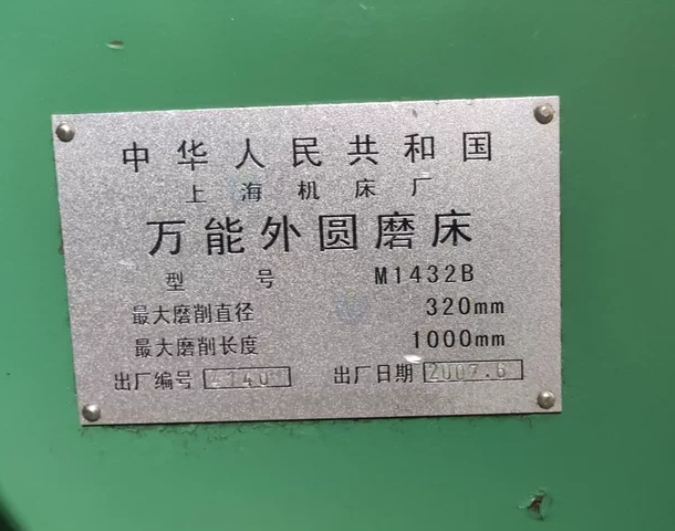 中华人民共和国
上海机床厂
万能外圆磨床
型号 M1432B
最大磨削直径 320mm
最大磨削长度 1000mm
出厂编号 出厂日期 2007.6